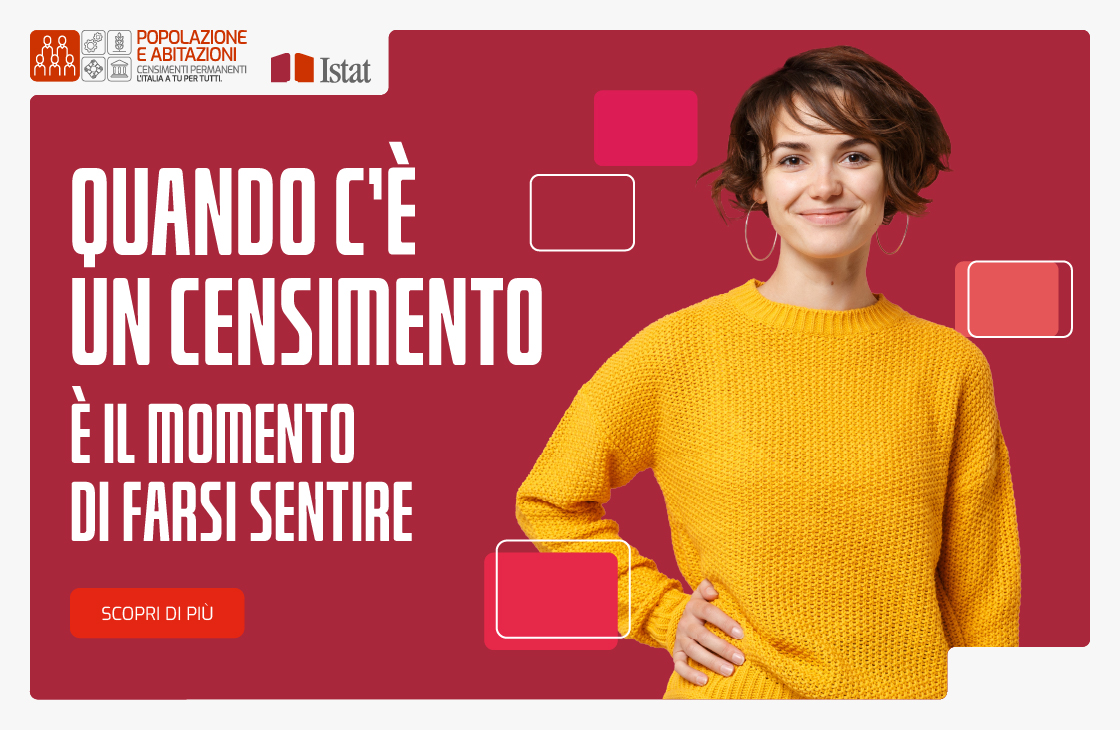 POPOLAZIONE
E ABITAZIONI
CENSIMENTI PERMANENTI
L'ITALIA A TU PER TUTTI.
Istat
QUANDO C'È
UN CENSIMENTO
È IL MOMENTO
DI FARSI SENTIRE
SCOPRI DI PIÙ